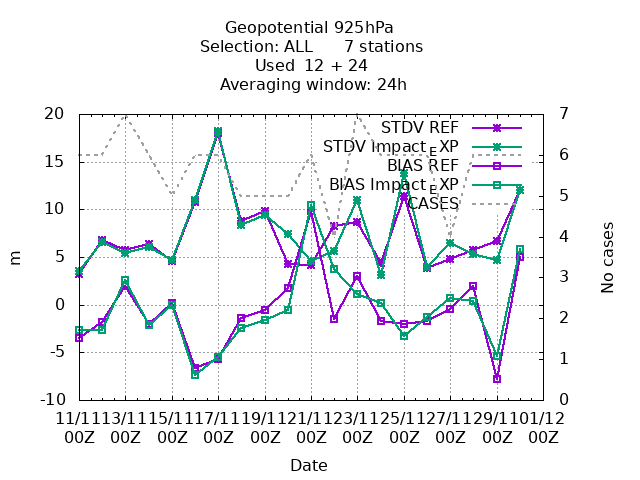 Geopotential 925hPa
Selection: ALL 7 stations
Used 12 + 24
Averaging window: 24h
STDV REF
STDV Impact_EXP
BIAS REF
BIAS Impact_EXP
CASES
20
15
10
5
0
-5
-10
7
6
5
4
3
2
1
0
m
No cases
11/11 13/11 15/11 17/11 19/11 21/11 23/11 25/11 27/11 29/11 01/12
00Z 00Z 00Z 00Z 00Z 00Z 00Z 00Z 00Z 00Z 00Z
Date